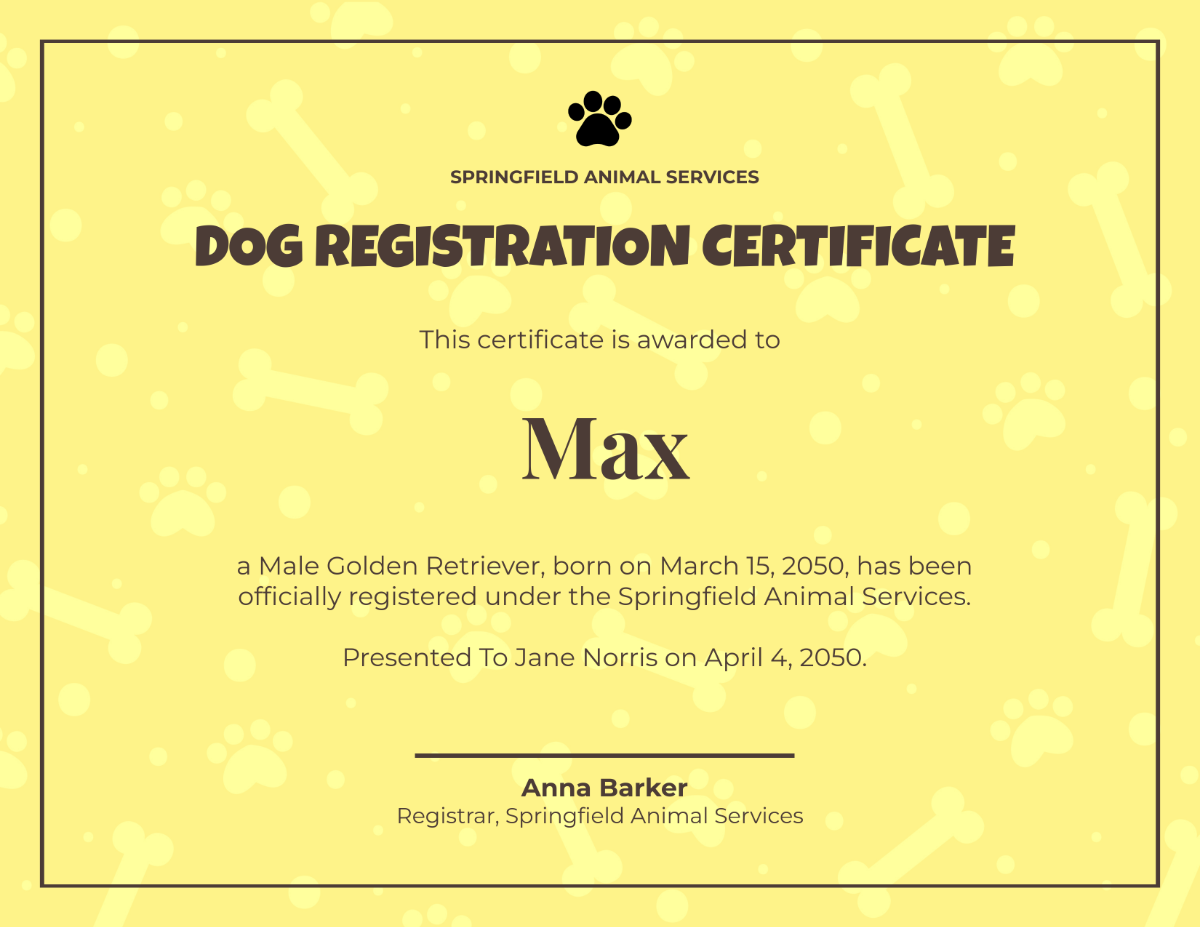 SPRINGFIELD ANIMAL SERVICES
DOG REGISTRATION CERTIFICATE
This certificate is awarded to
Max
a Male Golden Retriever, born on March 15, 2050, has been
officially registered under the Springfield Animal Services.
Presented To Jane Norris on April 4, 2050.
Anna Barker
Registrar, Springfield Animal Services